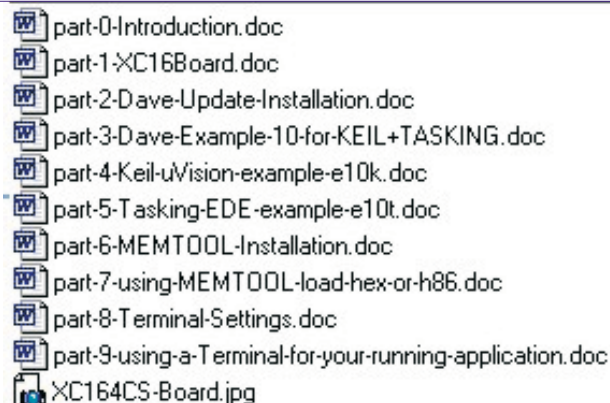 part-0-Introduction.doc
part-1-XC16Board.doc
part-2-Dave-Update-Installation.doc
part-3-Dave-Example-10-for-KEIL+TASKING.doc
part-4-Keil-uVision-example-e10k.doc
part-5-Tasking-EDE-example-e10t.doc
part-6-MEMTOOL-Installation.doc
part-7-using-MEMTOOL-load-hex-or-h86.doc
part-8-Terminal-Settings.doc
part-9-using-a-Terminal-for-your-running-application.doc
XC164CS-Board.jpg